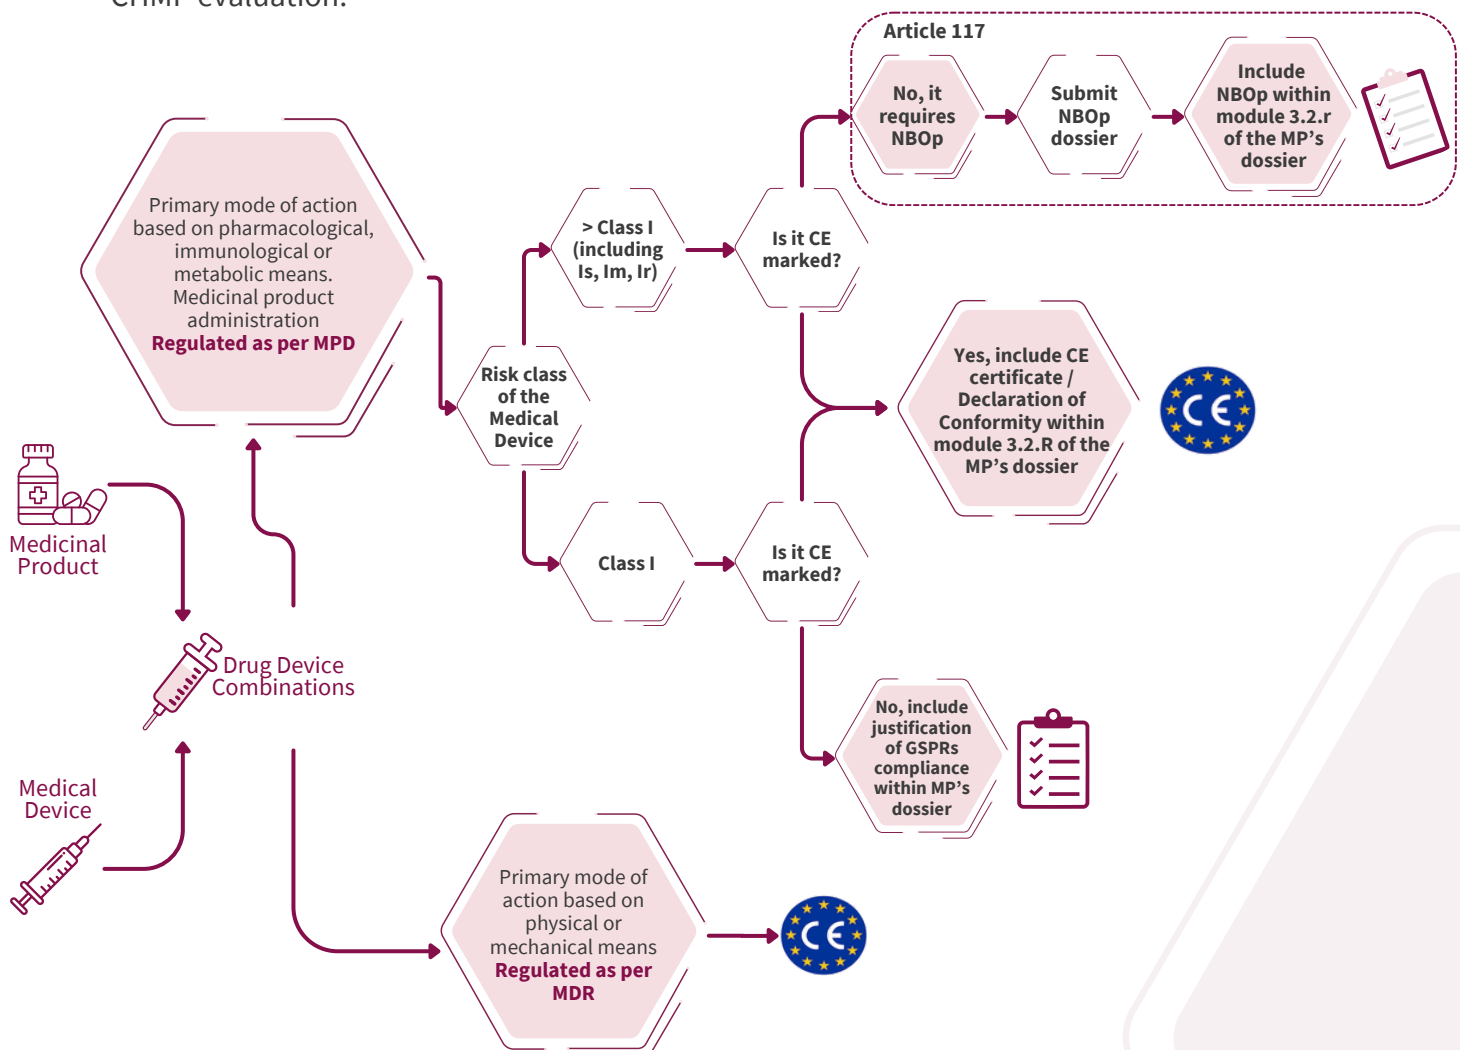 CHMP evaluation.
Article 117
No, it
requires
NBOp
Submit
NBOp
dossier
Include
NBOp within
module 3.2.r
of the MP's
dossier
Primary mode of action
based on pharmacological,
immunological or
metabolic means.
Medicinal product
administration
Regulated as per MPD
> Class I
(including
Is, Im, Ir)
Is it CE
marked?
Risk class
of the
Medical
Device
Yes, include CE
certificate /
Declaration of
Conformity within
module 3.2.R of the
MP's dossier
CE
Medicinal
Product
Class I
Is it CE
marked?
Drug Device
Combinations
No, include
justification
of GSPRs
compliance
within MP's
dossier
Medical
Device
Primary mode of
action based on
physical or
mechanical means
Regulated as per
MDR
CE